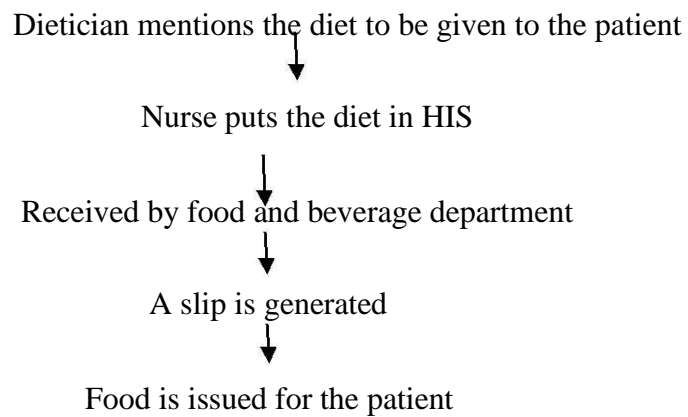 Dietician mentions the diet to be given to the patient
Nurse puts the diet in HIS
Received by food and beverage department
A slip is generated
Food is issued for the patient